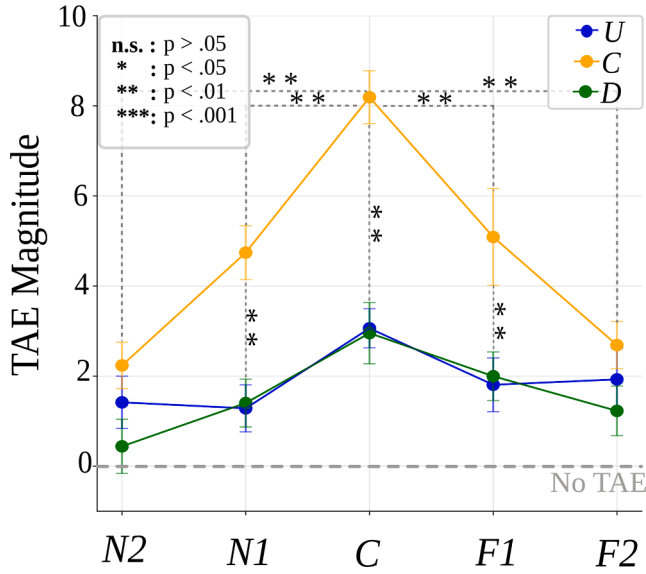 10
n.s. : p > .05
* : p < .05
** : p < .01
***: p < .001
U
C
D
** **
** **
8
TAE Magnitude
6
**
4
**
**
2
0
No TAE
N2 N1 C F1 F2